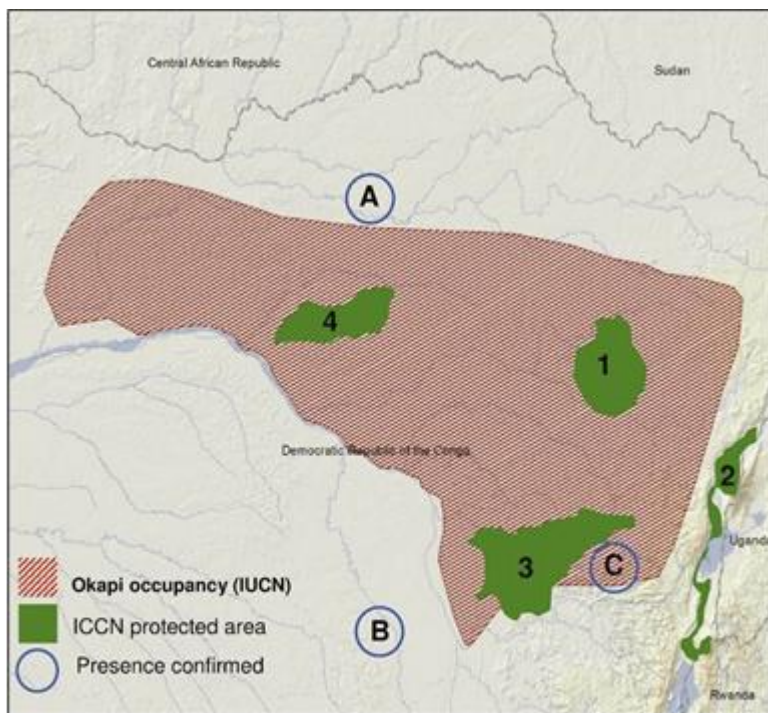 Central African Republic
Sudan
A
4
1
Democratic Republic of the Congo
2
Uganda
3
C
B
Okapi occupancy (IUCN)
ICCN protected area
Presence confirmed
Rwanda